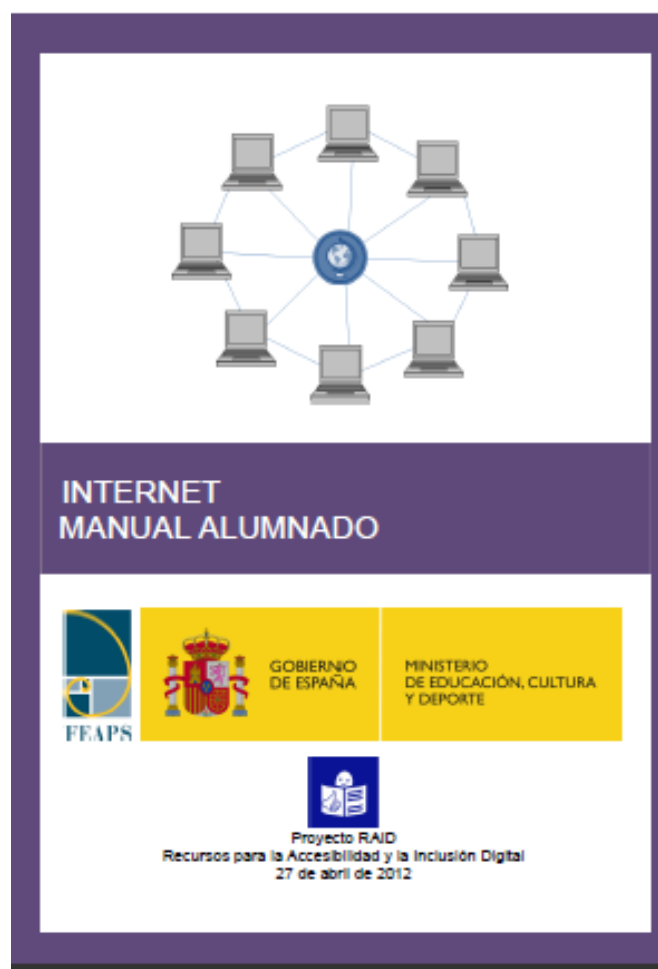 INTERNET
MANUAL ALUMNADO
FEAPS
GOBIERNO
DE ESPAÑA
MINISTERIO
DE EDUCACIÓN, CULTURA
Y DEPORTE
Proyecto RAID
Recursos para la Accesibilidad y la Inclusión Digital
27 de abril de 2012